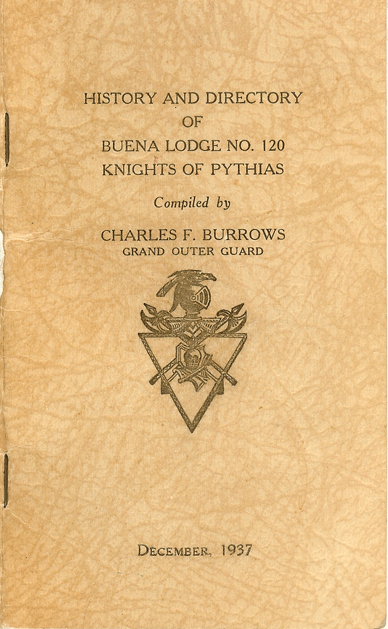 HISTORY AND DIRECTORY
OF
BUENA LODGE NO. 120
KNIGHTS OF PYTHIAS
Compiled by
CHARLES F. BURROWS
GRAND OUTER GUARD
DECEMBER, 1937